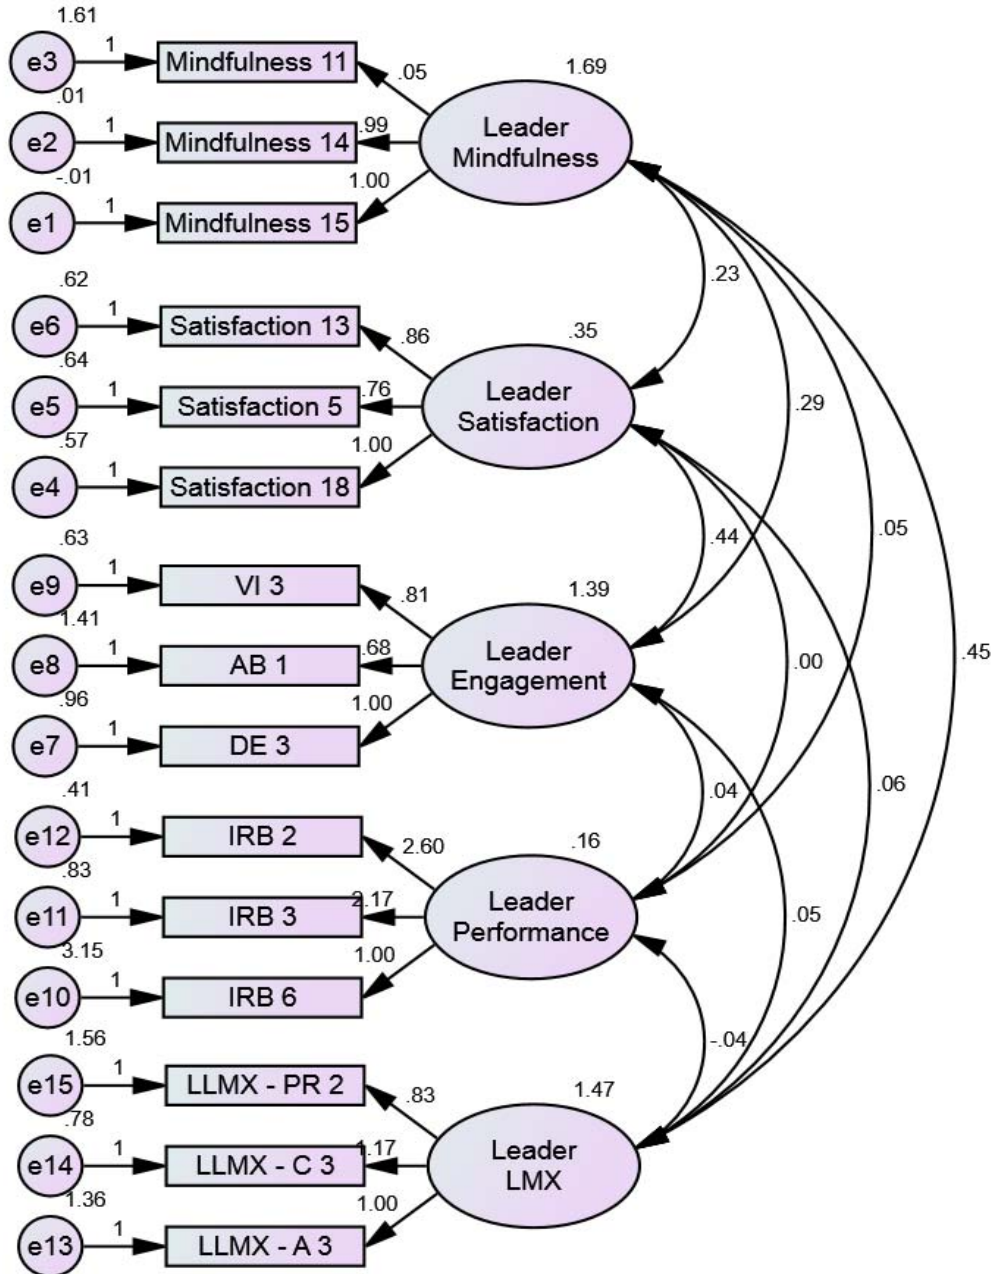 1.61
e3
1
Mindfulness 11
.05
1.69
.01
e2
1
Mindfulness 14
.99
Leader
Mindfulness
-.01
e1
1
Mindfulness 15
1.00
.23
.62
e6
1
Satisfaction 13
.86
.35
.64
e5
1
Satisfaction 5
.76
Leader
Satisfaction
.29
.57
e4
1
Satisfaction 18
1.00
.44
.05
.63
e9
1
VI 3
.81
1.39
1.41
e8
1
AB 1
.68
Leader
Engagement
.00
.45
.96
e7
1
DE 3
1.00
.04
.06
.41
e12
1
IRB 2
2.60
.16
.83
e11
1
IRB 3
2.17
Leader
Performance
.05
3.15
e10
1
IRB 6
1.00
-.04
1.56
e15
1
LLMX - PR 2
.83
1.47
.78
e14
1
LLMX - C 3
1.17
Leader
LMX
1.36
e13
1
LLMX - A 3
1.00